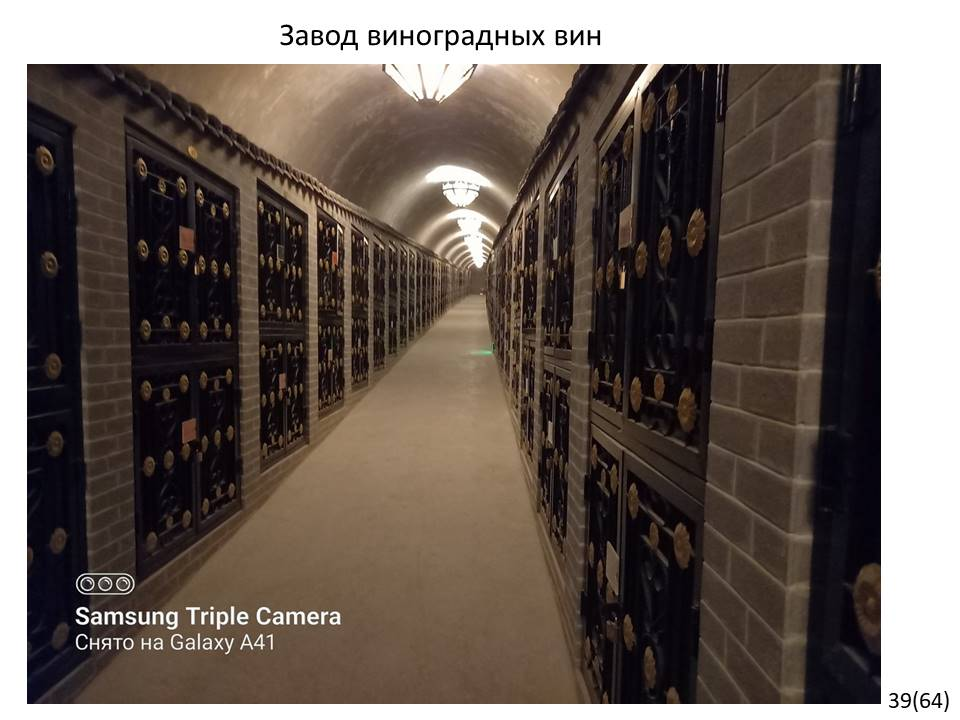 Завод виноградных вин
Samsung Triple Camera
Снято на Galaxy A41
39(64)